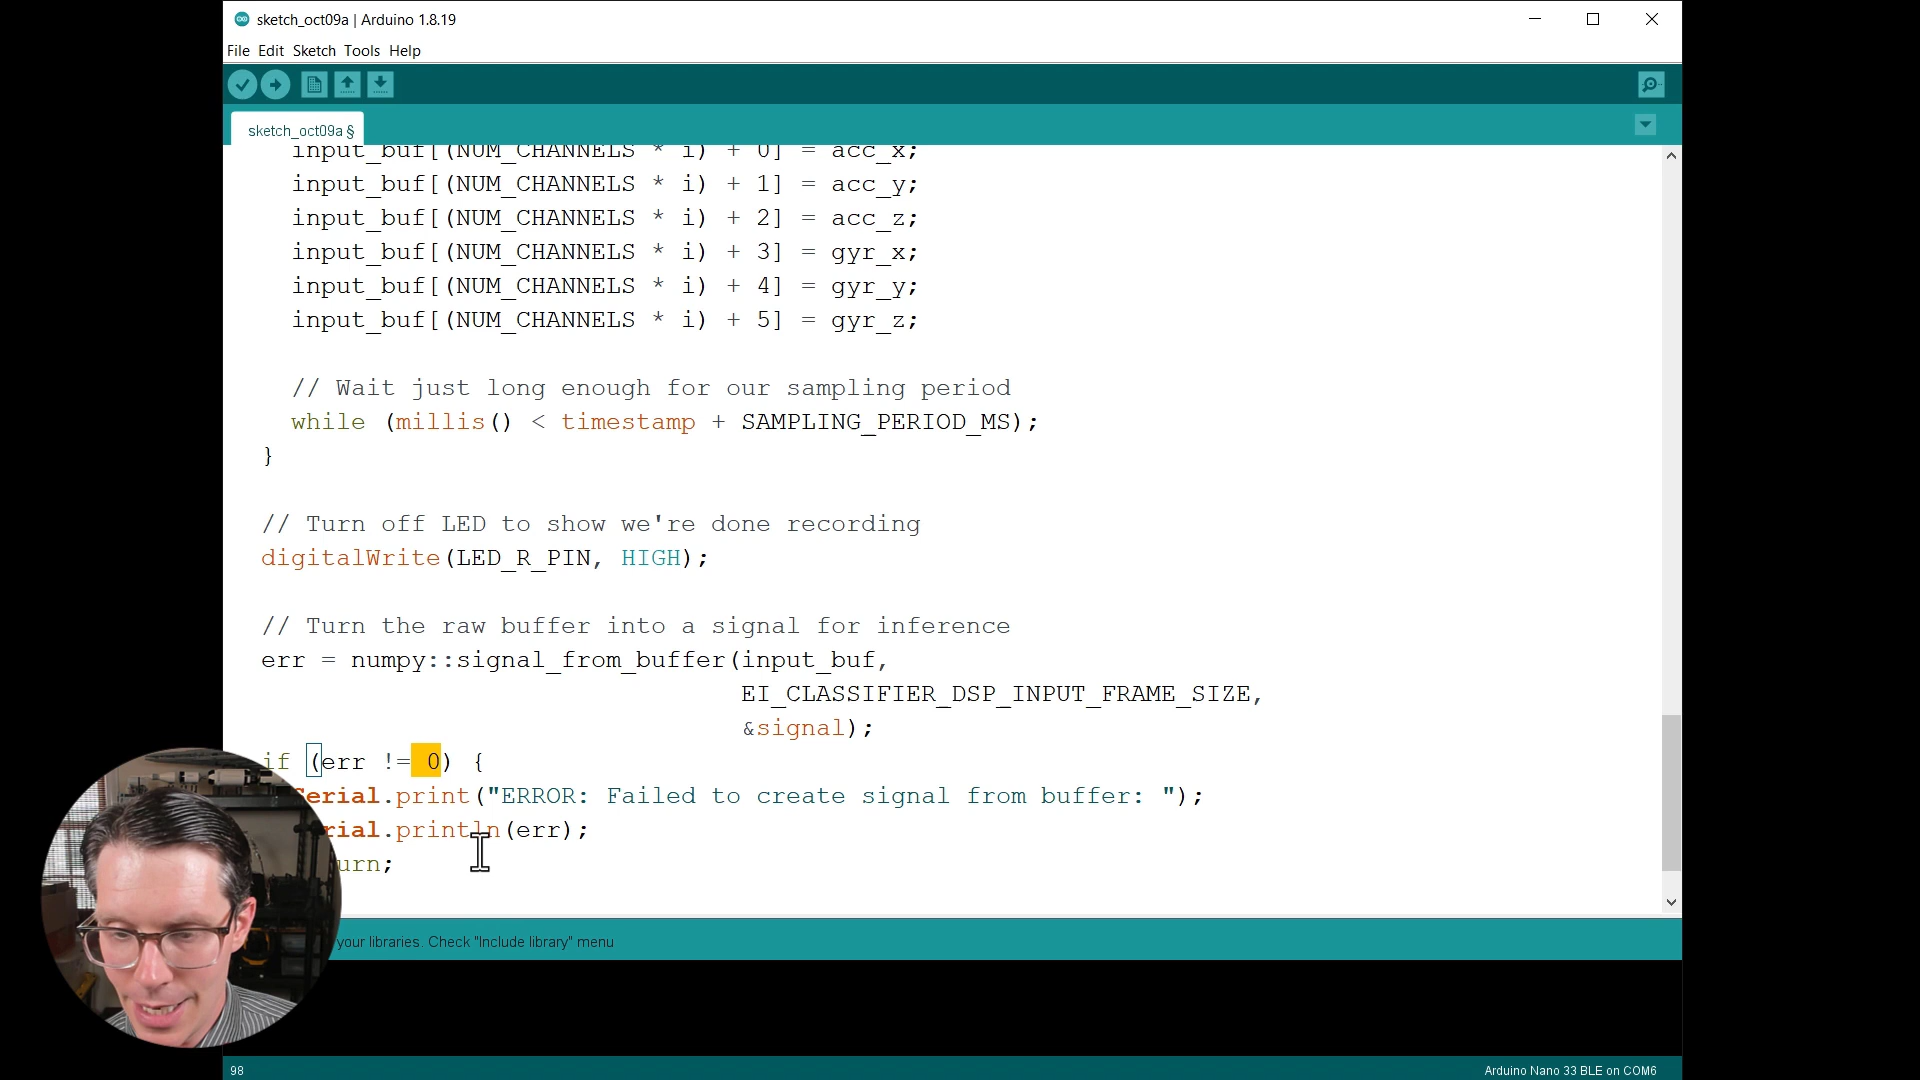 sketch_oct09a | Arduino 1.8.19
File Edit Sketch Tools Help
sketch_oct09a §
input_buf[(NUM_CHANNELS * i) + 0] = acc_x;
input_buf[(NUM_CHANNELS * i) + 1] = acc_y;
input_buf[(NUM_CHANNELS * i) + 2] = acc_z;
input_buf[(NUM_CHANNELS * i) + 3] = gyr_x;
input_buf[(NUM_CHANNELS * i) + 4] = gyr_y;
input_buf[(NUM_CHANNELS * i) + 5] = gyr_z;
// Wait just long enough for our sampling period
while (millis() < timestamp + SAMPLING_PERIOD_MS);
}
// Turn off LED to show we're done recording
digitalWrite(LED_R_PIN, HIGH);
// Turn the raw buffer into a signal for inference
err = numpy::signal_from_buffer(input_buf,
EI_CLASSIFIER_DSP_INPUT_FRAME_SIZE,
&signal);
if (err != 0) {
Serial.print("ERROR: Failed to create signal from buffer: ");
rial.println(err);
urn;
your libraries. Check "Include library" menu
98
Arduino Nano 33 BLE on COM6